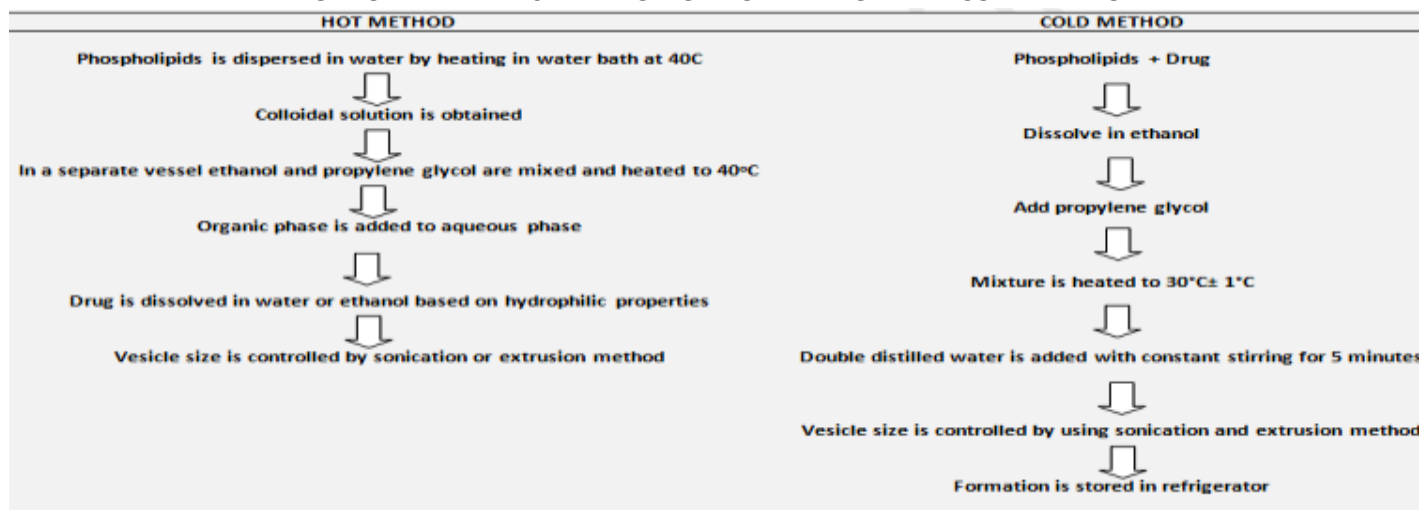 HOT METHOD
Phospholipids is dispersed in water by heating in water bath at 40C
Colloidal solution is obtained
In a separate vessel ethanol and propylene glycol are mixed and heated to 40°C
Organic phase is added to aqueous phase
Drug is dissolved in water or ethanol based on hydrophilic properties
Vesicle size is controlled by sonication or extrusion method
COLD METHOD
Phospholipids + Drug
Dissolve in ethanol
Add propylene glycol
Mixture is heated to 30°C± 1°C
Double distilled water is added with constant stirring for 5 minutes
Vesicle size is controlled by using sonication and extrusion method
Formation is stored in refrigerator